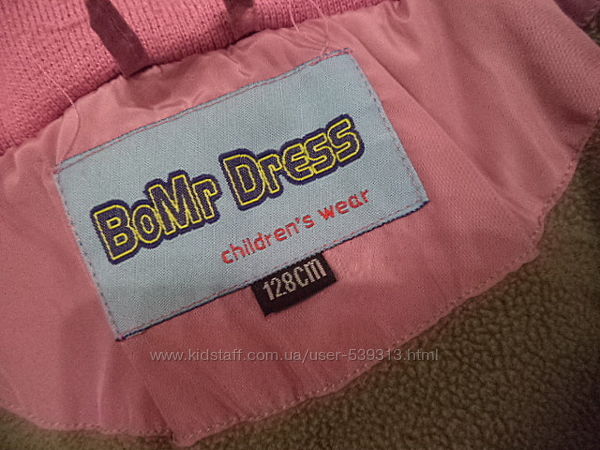 BoMr Dress
children's wear
128cm
www.kidstaff.com.ua/user-539313.html